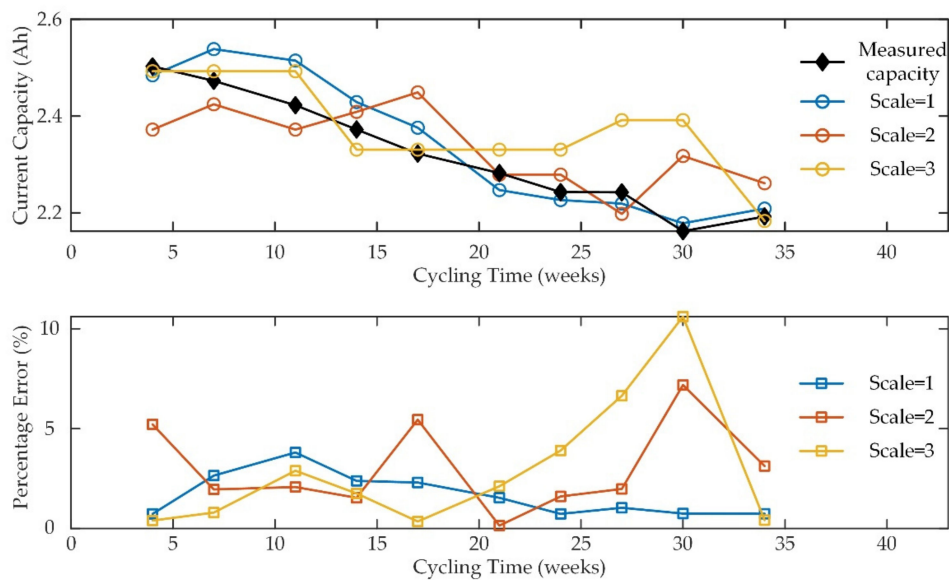 Current Capacity (Ah)
2.6
2.4
2.2
0 5 10 15 20 25 30 35 40
Cycling Time (weeks)
Measured
capacity
Scale=1
Scale=2
Scale=3
Percentage Error (%)
10
5
0
0 5 10 15 20 25 30 35 40
Cycling Time (weeks)
Scale=1
Scale=2
Scale=3